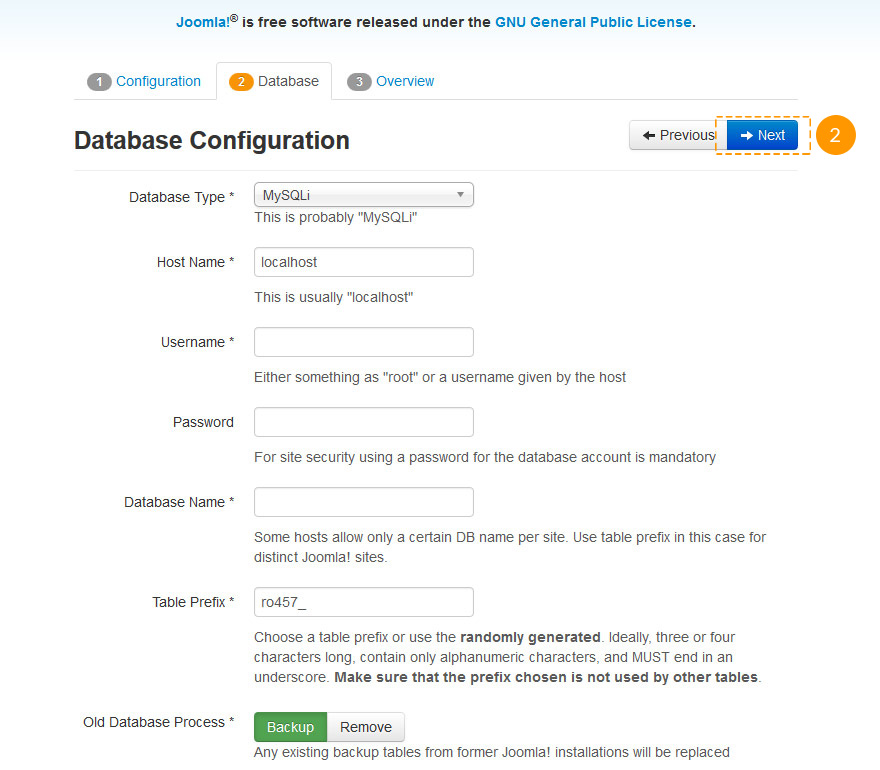 Joomla!® is free software released under the GNU General Public License.
1 Configuration 2 Database 3 Overview
Database Configuration
Previous Next 2
Database Type * MySQLi
This is probably "MySQLi"
Host Name * localhost
This is usually "localhost"
Username *
Either something as "root" or a username given by the host
Password
For site security using a password for the database account is mandatory
Database Name *
Some hosts allow only a certain DB name per site. Use table prefix in this case for
distinct Joomla! sites.
Table Prefix * ro457_
Choose a table prefix or use the randomly generated. Ideally, three or four
characters long, contain only alphanumeric characters, and MUST end in an
underscore. Make sure that the prefix chosen is not used by other tables.
Old Database Process * Backup Remove
Any existing backup tables from former Joomla! installations will be replaced